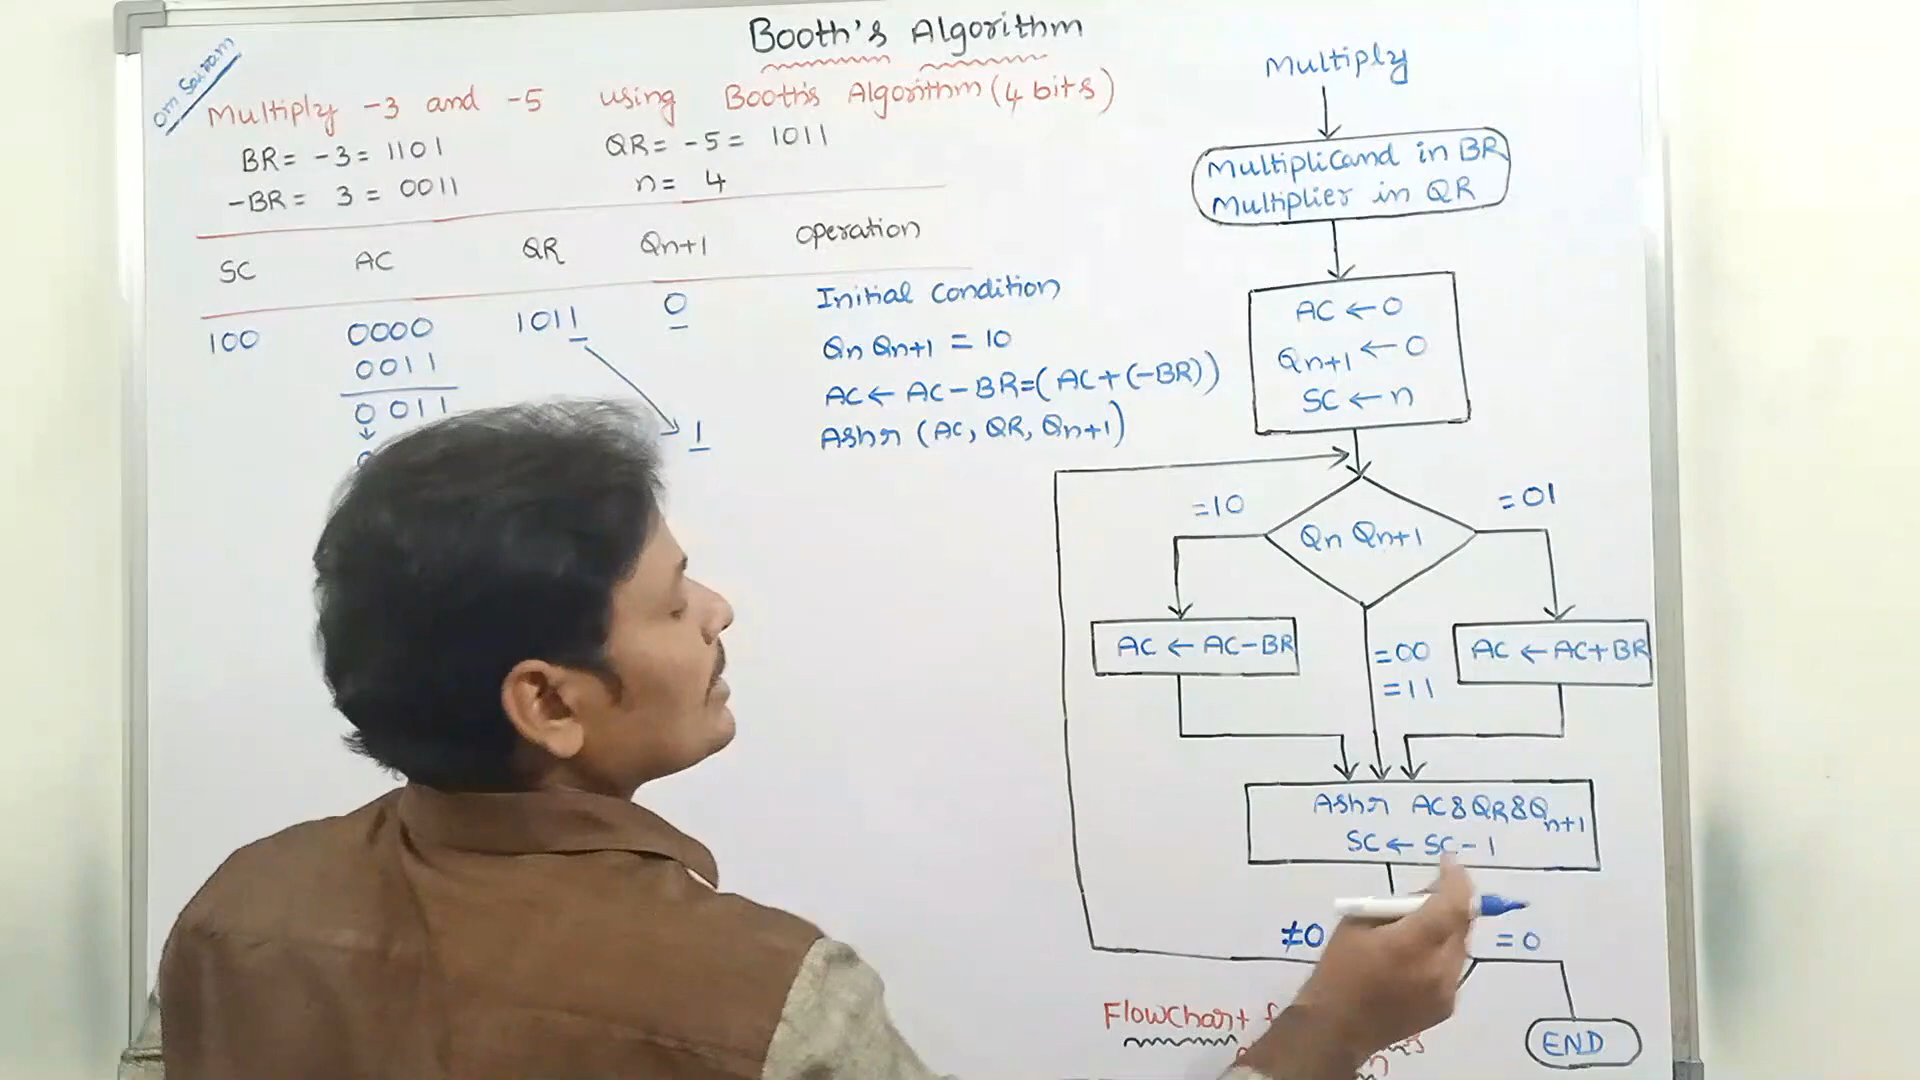 Booth's Algorithm
Om Sairam
Multiply -3 and -5 using Booth's Algorithm (4 bits)
BR = -3 = 1101
QR = -5 = 1011
-BR = 3 = 0011
n = 4
SC AC QR Qn+1 operation
100 0000 1011 0 Initial Condition
0011 Qn Qn+1 = 10
0011 AC ← AC - BR = (AC + (-BR))
1 Ashr (AC, QR, Qn+1)
Multiply
Multiplicand in BR
Multiplier in QR
AC ← 0
Qn+1 ← 0
SC ← n
=10
=01
Qn Qn+1
AC ← AC-BR
=00
=11
AC ← AC+BR
Ashr AC&QR&Qn+1
SC ← SC-1
≠0
=0
Flowchart
END